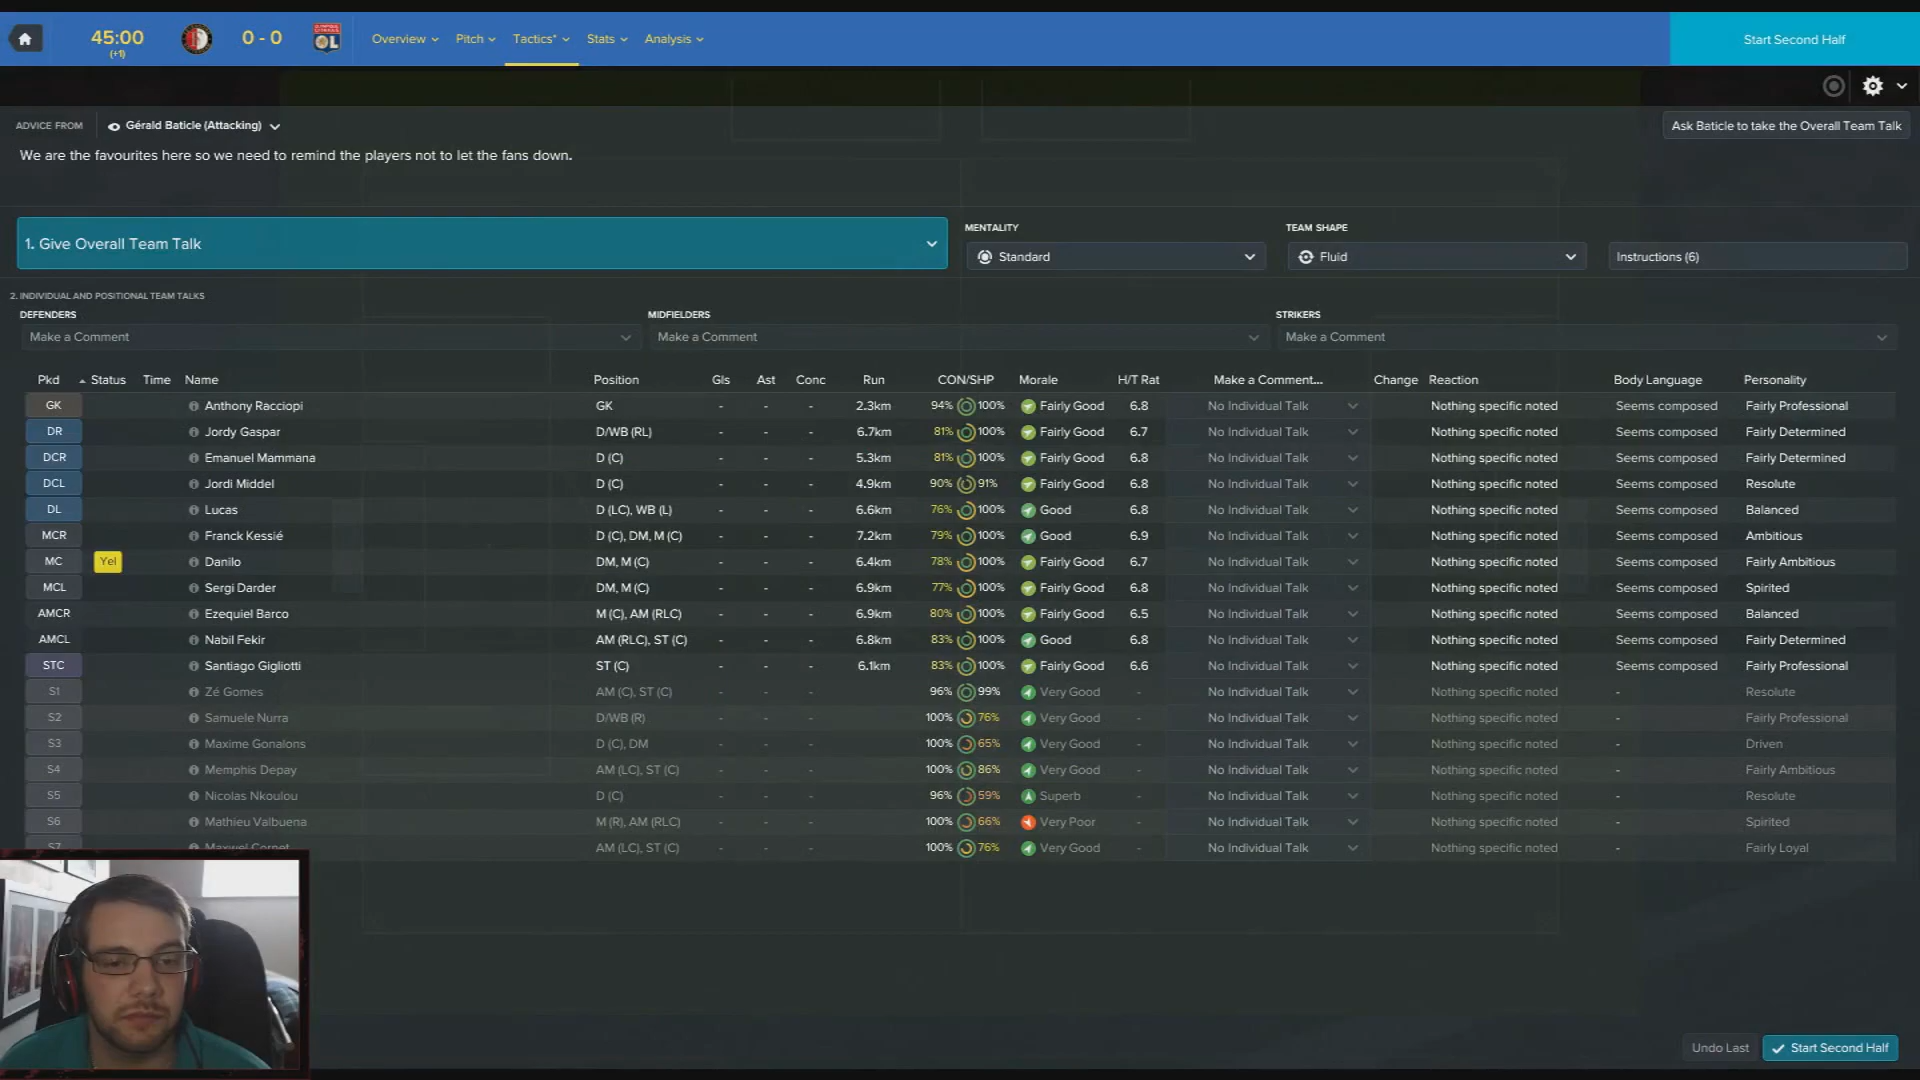 45:00
(+1)
0 - 0
OL
Overview
Pitch
Tactics*
Stats
Analysis
Start Second Half
ADVICE FROM
Gérald Baticle (Attacking)
Ask Baticle to take the Overall Team Talk
We are the favourites here so we need to remind the players not to let the fans down.
1. Give Overall Team Talk
MENTALITY
Standard
TEAM SHAPE
Fluid
Instructions (6)
2. INDIVIDUAL AND POSITIONAL TEAM TALKS
DEFENDERS MIDFIELDERS STRIKERS
Make a Comment Make a Comment Make a Comment
Pkd Status Time Name Position Gls Ast Conc Run CON/SHP Morale H/T Rat Make a Comment... Change Reaction Body Language Personality
GK Anthony Racciopi GK - - - 2.3km 94% 100% Fairly Good 6.8 No Individual Talk Nothing specific noted Seems composed Fairly Professional
DR Jordy Gaspar D/WB (RL) - - - 6.7km 81% 100% Fairly Good 6.7 No Individual Talk Nothing specific noted Seems composed Fairly Determined
DCR Emanuel Mammana D (C) - - - 5.3km 81% 100% Fairly Good 6.8 No Individual Talk Nothing specific noted Seems composed Fairly Determined
DCL Jordi Middel D (C) - - - 4.9km 90% 91% Fairly Good 6.8 No Individual Talk Nothing specific noted Seems composed Resolute
DL Lucas D (LC), WB (L) - - - 6.6km 76% 100% Good 6.8 No Individual Talk Nothing specific noted Seems composed Balanced
MCR Franck Kessié D (C), DM, M (C) - - - 7.2km 79% 100% Good 6.9 No Individual Talk Nothing specific noted Seems composed Ambitious
MC Yel Danilo DM, M (C) - - - 6.4km 78% 100% Fairly Good 6.7 No Individual Talk Nothing specific noted Seems composed Fairly Ambitious
MCL Sergi Darder DM, M (C) - - - 6.9km 77% 100% Fairly Good 6.8 No Individual Talk Nothing specific noted Seems composed Spirited
AMCR Ezequiel Barco M (C), AM (RLC) - - - 6.9km 80% 100% Fairly Good 6.5 No Individual Talk Nothing specific noted Seems composed Balanced
AMCL Nabil Fekir AM (RLC), ST (C) - - - 6.8km 83% 100% Good 6.8 No Individual Talk Nothing specific noted Seems composed Fairly Determined
STC Santiago Gigliotti ST (C) - - - 6.1km 83% 100% Fairly Good 6.6 No Individual Talk Nothing specific noted Seems composed Fairly Professional
S1 Zé Gomes AM (C), ST (C) - - - 96% 99% Very Good - No Individual Talk Nothing specific noted - Resolute
S2 Samuele Nurra D/WB (R) - - - 100% 76% Very Good - No Individual Talk Nothing specific noted - Fairly Professional
S3 Maxime Gonalons D (C), DM - - - 100% 65% Very Good - No Individual Talk Nothing specific noted - Driven
S4 Memphis Depay AM (LC), ST (C) - - - 100% 86% Very Good - No Individual Talk Nothing specific noted - Fairly Ambitious
S5 Nicolas Nkoulou D (C) - - - 96% 59% Superb - No Individual Talk Nothing specific noted - Resolute
S6 Mathieu Valbuena M (R), AM (RLC) - - - 100% 66% Very Poor - No Individual Talk Nothing specific noted - Spirited
S7 Maxwel Cornet AM (LC), ST (C) - - - 100% 76% Very Good - No Individual Talk Nothing specific noted - Fairly Loyal
Undo Last
Start Second Half